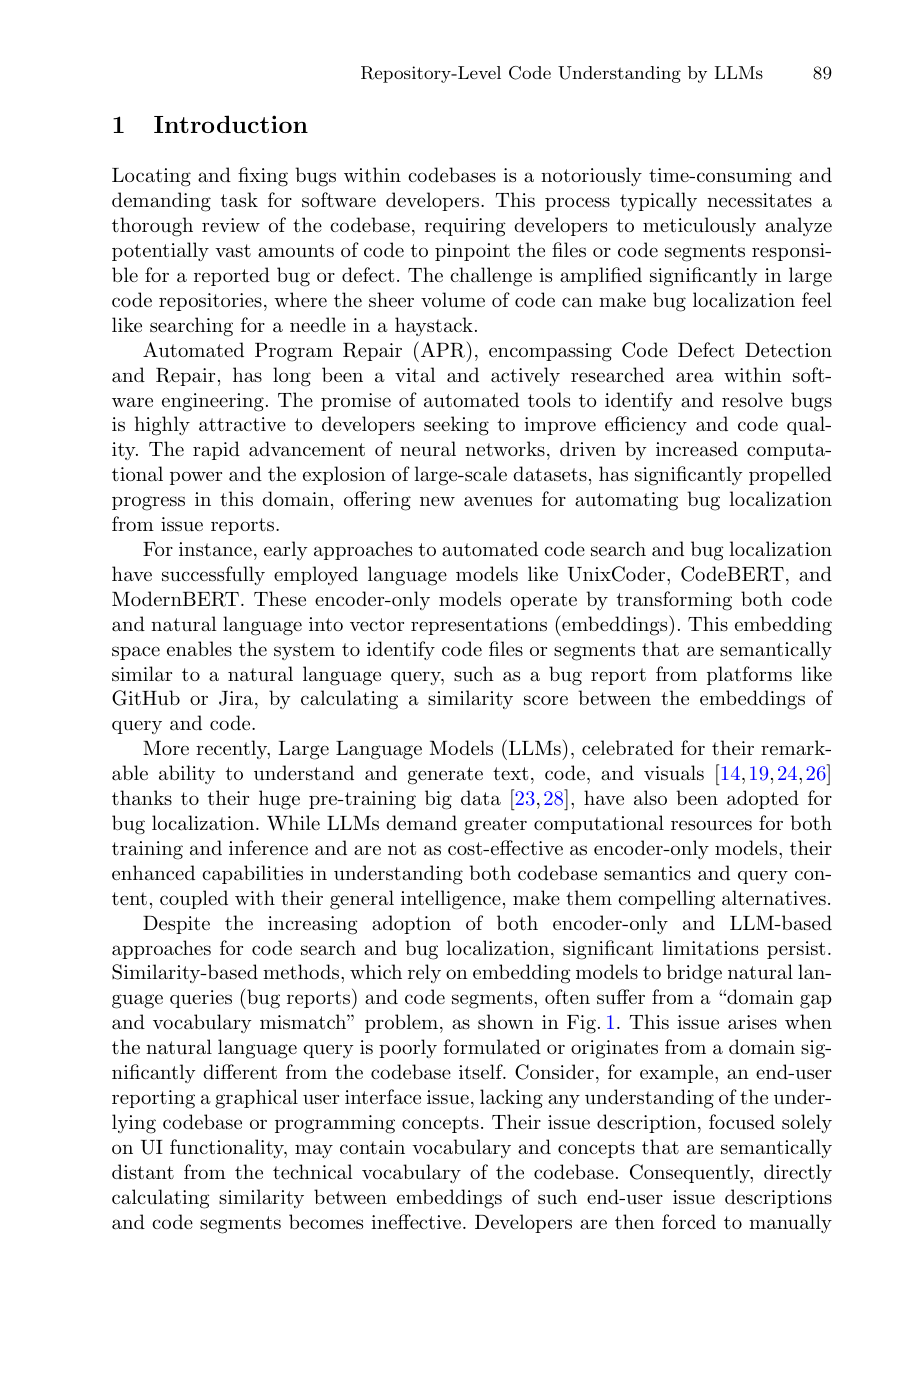 Repository-Level Code Understanding by LLMs 89
1 Introduction
Locating and fixing bugs within codebases is a notoriously time-consuming and
demanding task for software developers. This process typically necessitates a
thorough review of the codebase, requiring developers to meticulously analyze
potentially vast amounts of code to pinpoint the files or code segments responsi-
ble for a reported bug or defect. The challenge is amplified significantly in large
code repositories, where the sheer volume of code can make bug localization feel
like searching for a needle in a haystack.
Automated Program Repair (APR), encompassing Code Defect Detection
and Repair, has long been a vital and actively researched area within soft-
ware engineering. The promise of automated tools to identify and resolve bugs
is highly attractive to developers seeking to improve efficiency and code qual-
ity. The rapid advancement of neural networks, driven by increased computa-
tional power and the explosion of large-scale datasets, has significantly propelled
progress in this domain, offering new avenues for automating bug localization
from issue reports.
For instance, early approaches to automated code search and bug localization
have successfully employed language models like UnixCoder, CodeBERT, and
ModernBERT. These encoder-only models operate by transforming both code
and natural language into vector representations (embeddings). This embedding
space enables the system to identify code files or segments that are semantically
similar to a natural language query, such as a bug report from platforms like
GitHub or Jira, by calculating a similarity score between the embeddings of
query and code.
More recently, Large Language Models (LLMs), celebrated for their remark-
able ability to understand and generate text, code, and visuals [14,19,24,26]
thanks to their huge pre-training big data [23,28], have also been adopted for
bug localization. While LLMs demand greater computational resources for both
training and inference and are not as cost-effective as encoder-only models, their
enhanced capabilities in understanding both codebase semantics and query con-
tent, coupled with their general intelligence, make them compelling alternatives.
Despite the increasing adoption of both encoder-only and LLM-based
approaches for code search and bug localization, significant limitations persist.
Similarity-based methods, which rely on embedding models to bridge natural lan-
guage queries (bug reports) and code segments, often suffer from a “domain gap
and vocabulary mismatch” problem, as shown in Fig. 1. This issue arises when
the natural language query is poorly formulated or originates from a domain sig-
nificantly different from the codebase itself. Consider, for example, an end-user
reporting a graphical user interface issue, lacking any understanding of the under-
lying codebase or programming concepts. Their issue description, focused solely
on UI functionality, may contain vocabulary and concepts that are semantically
distant from the technical vocabulary of the codebase. Consequently, directly
calculating similarity between embeddings of such end-user issue descriptions
and code segments becomes ineffective. Developers are then forced to manually